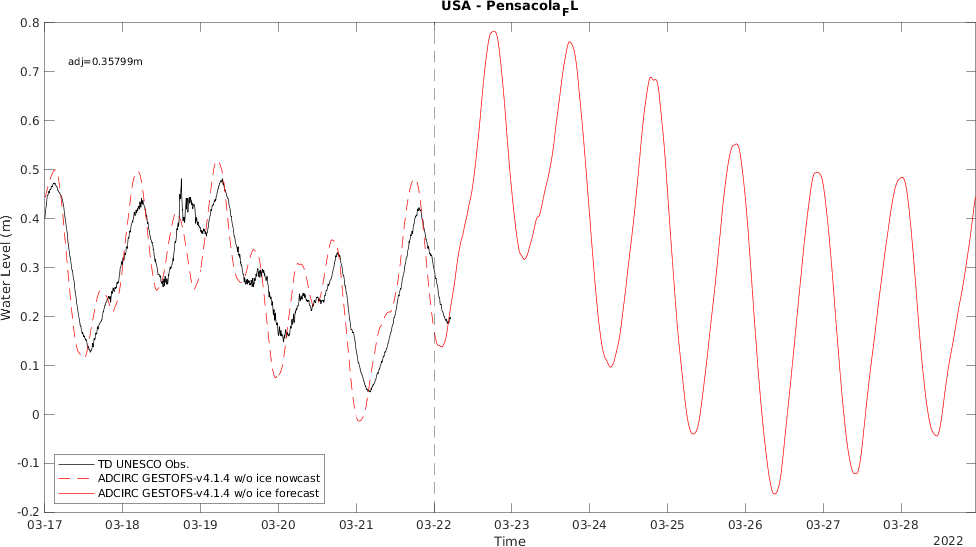 USA - Pensacola_FL
0.8
0.7
0.6
0.5
0.4
0.3
0.2
0.1
0
-0.1
-0.2
Water Level (m)
adj=0.35799m
TD UNESCO Obs.
ADCIRC GESTOFS-v4.1.4 w/o ice nowcast
ADCIRC GESTOFS-v4.1.4 w/o ice forecast
03-17 03-18 03-19 03-20 03-21 03-22 03-23 03-24 03-25 03-26 03-27 03-28
Time
2022